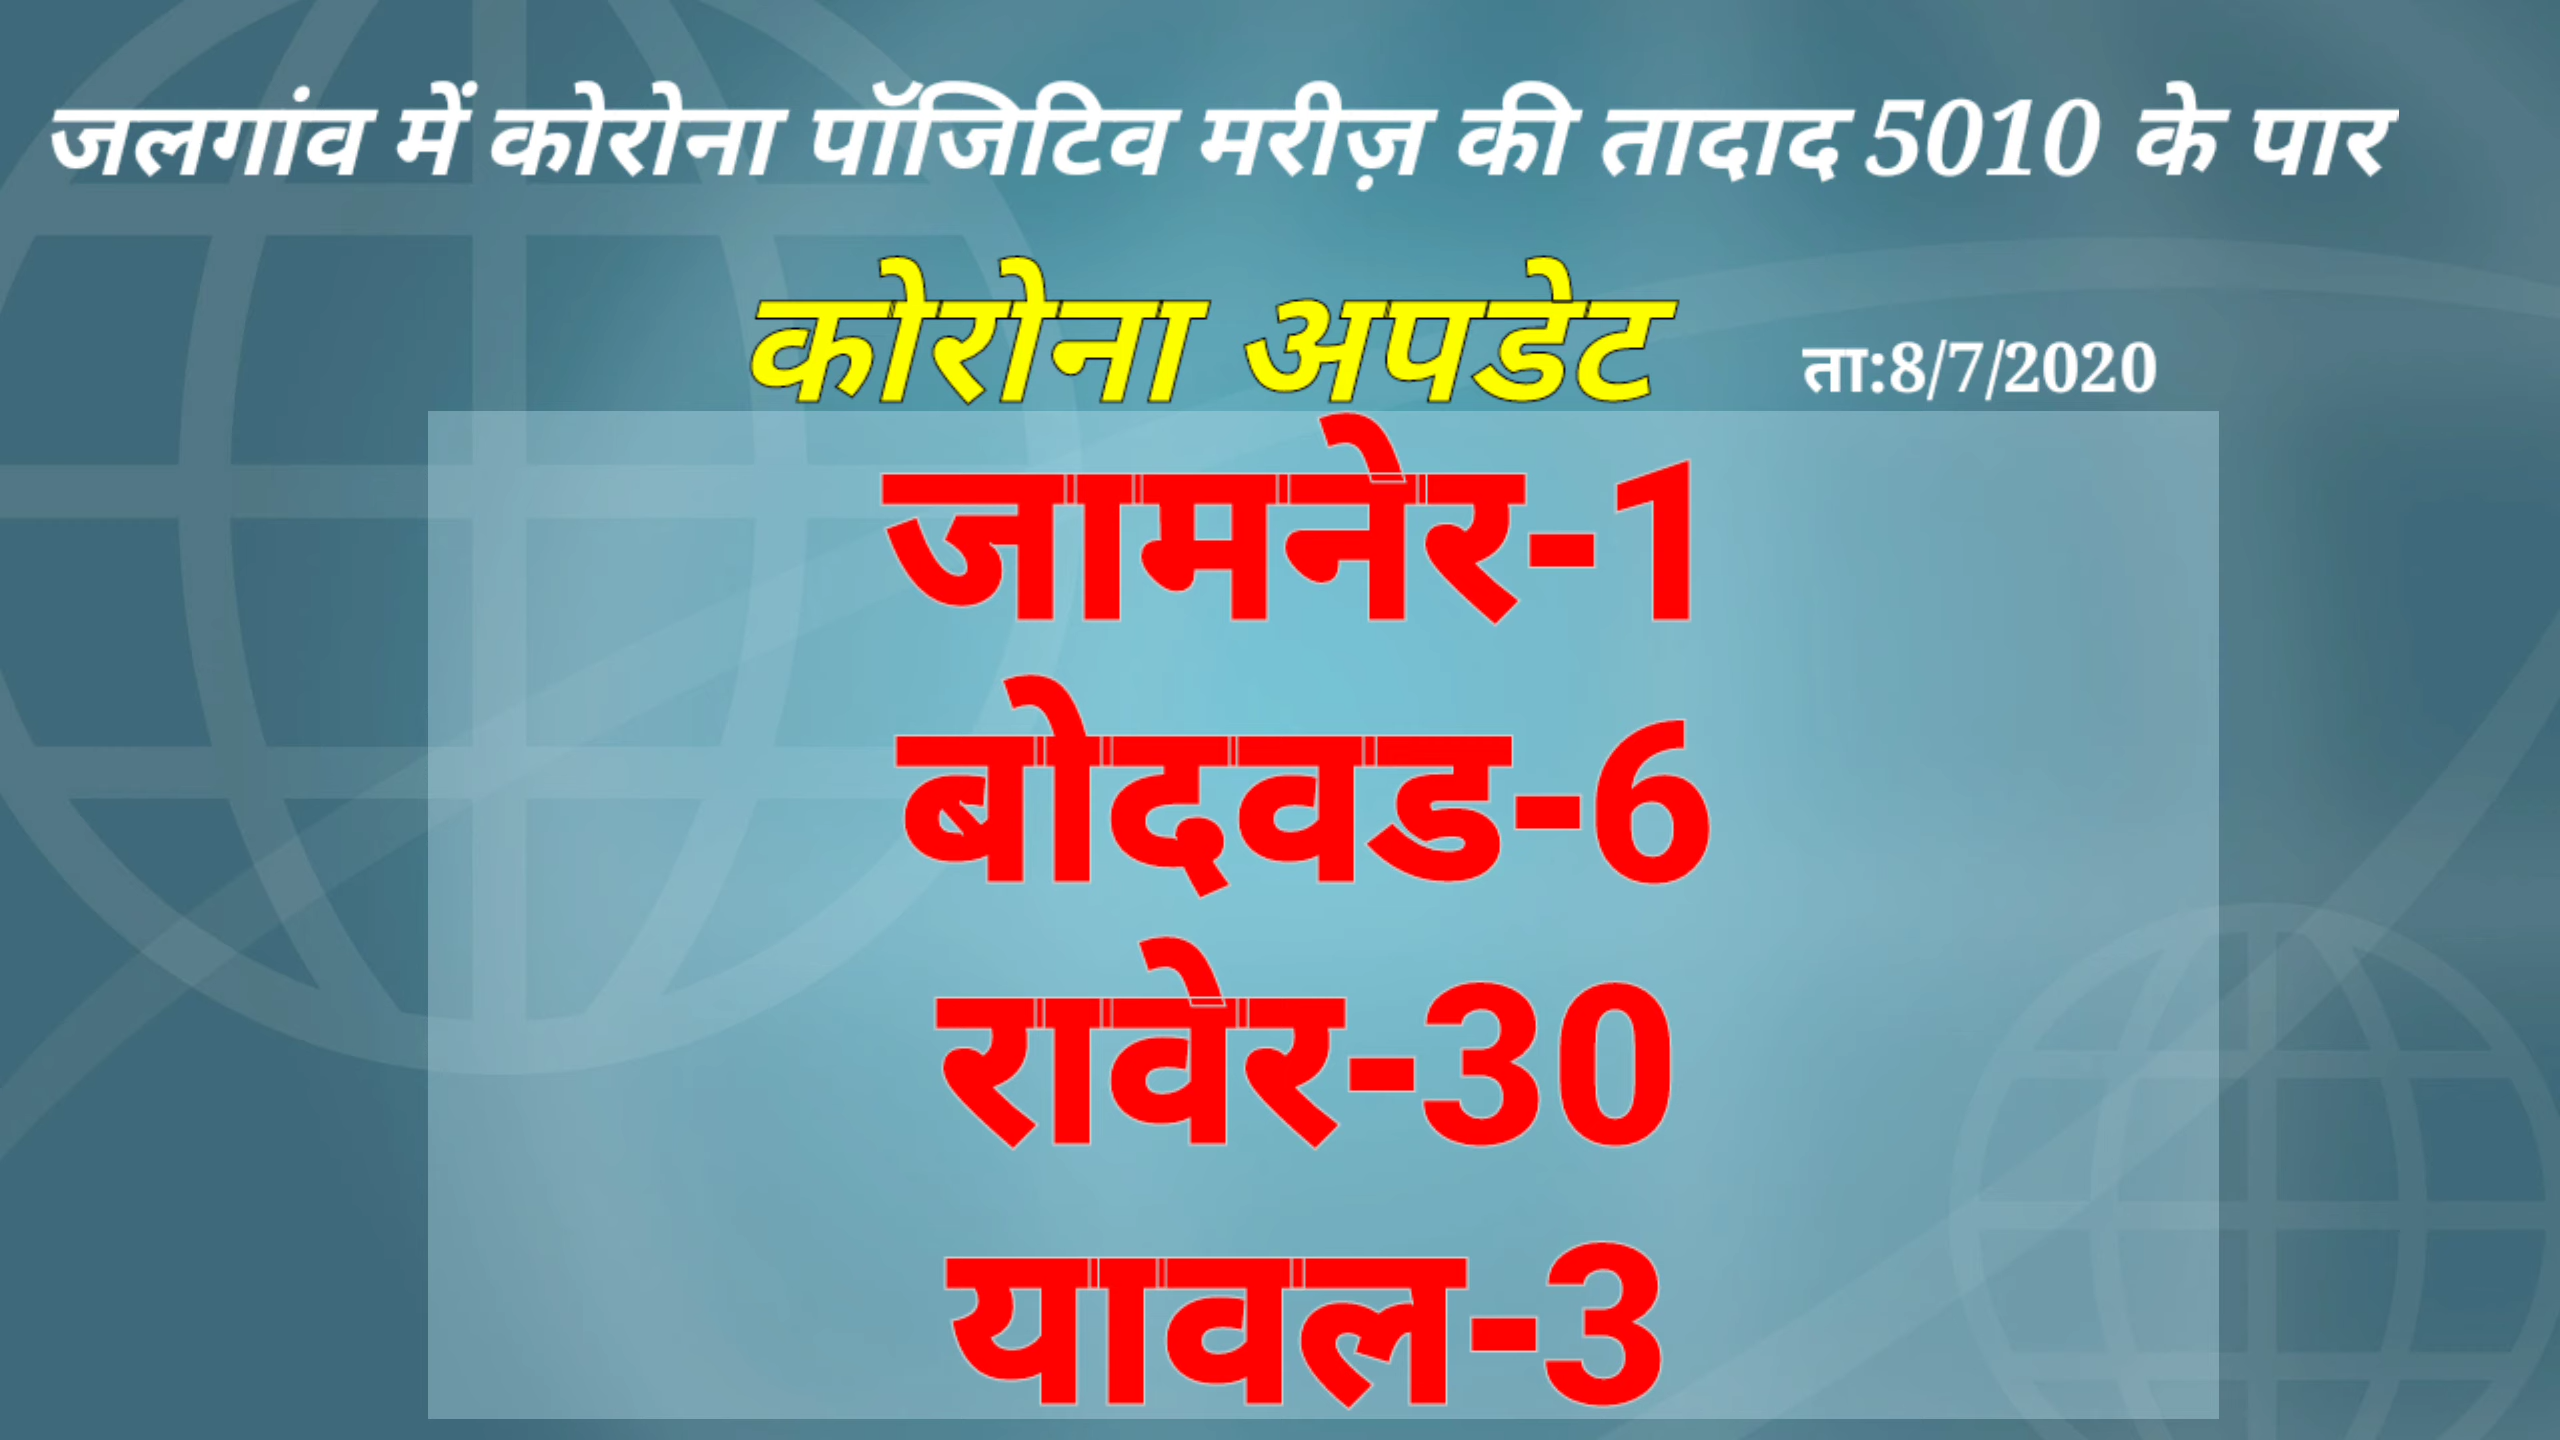 जलगांव में कोरोना पॉजिटिव मरीज़ की तादाद 5010 के पार
कोरोना अपडेट ता:8/7/2020
जामनेर-1
बोदवड-6
रावेर-30
यावल-3